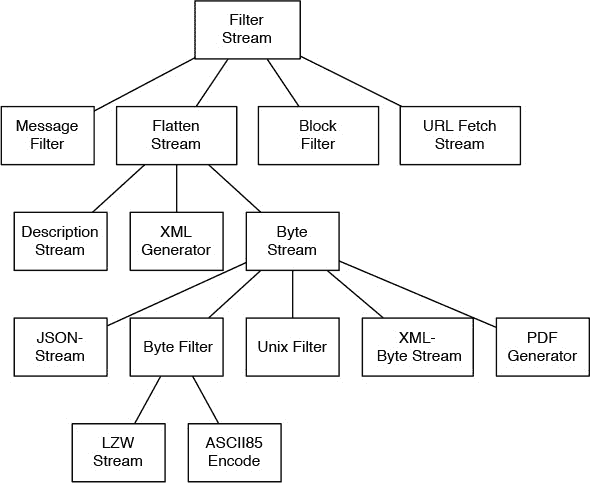 Filter
Stream
Message
Filter
Flatten
Stream
Block
Filter
URL Fetch
Stream
Description
Stream
XML
Generator
Byte
Stream
JSON-
Stream
Byte Filter
Unix Filter
XML-
Byte Stream
PDF
Generator
LZW
Stream
ASCII85
Encode